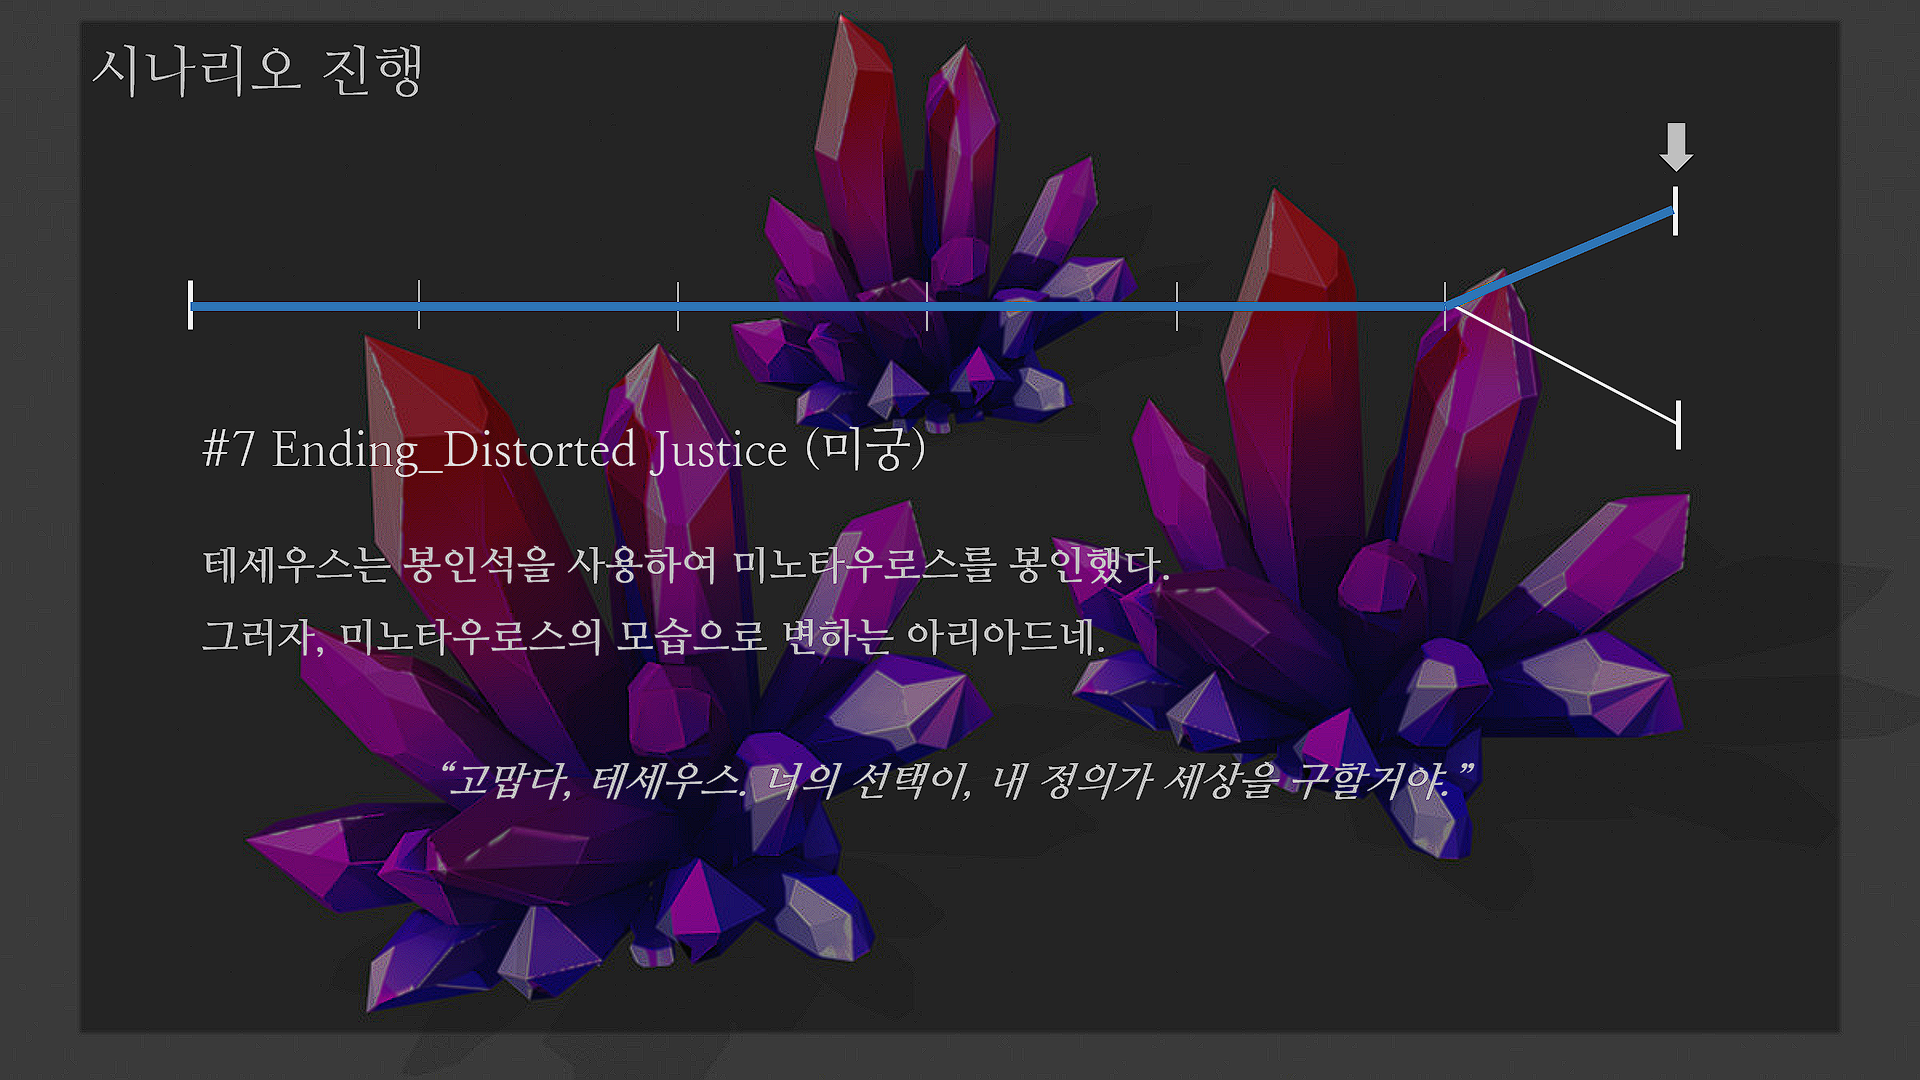 시나리오 진행
#7 Ending_Distorted Justice (미궁)
테세우스는 봉인석을 사용하여 미노타우로스를 봉인했다.
그러자, 미노타우로스의 모습으로 변하는 아리아드네.
“고맙다, 테세우스. 너의 선택이, 내 정의가 세상을 구할거야.”